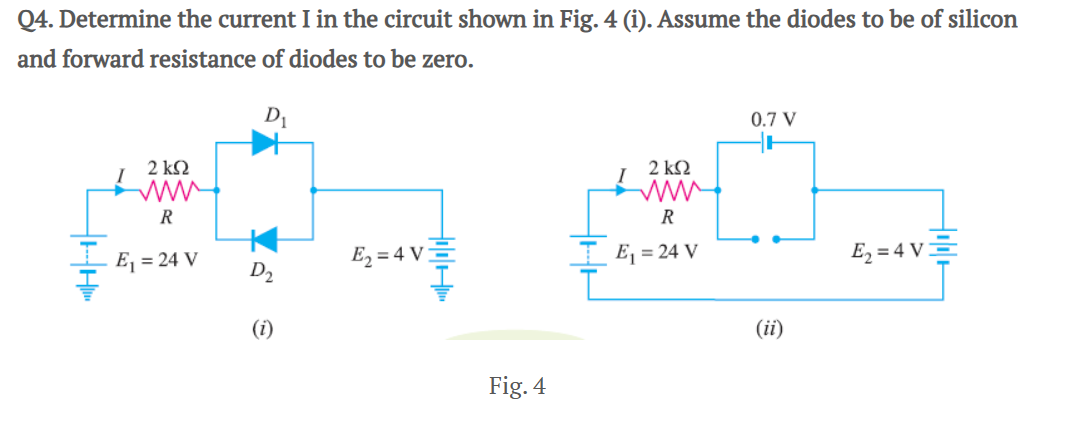 Q4. Determine the current I in the circuit shown in Fig. 4 (i). Assume the diodes to be of silicon
and forward resistance of diodes to be zero.
D₁
I
2 kΩ
R
E₁ = 24 V
D₂
E₂ = 4 V
(i)
0.7 V
I
2 kΩ
R
E₁ = 24 V
E₂ = 4 V
(ii)
Fig. 4